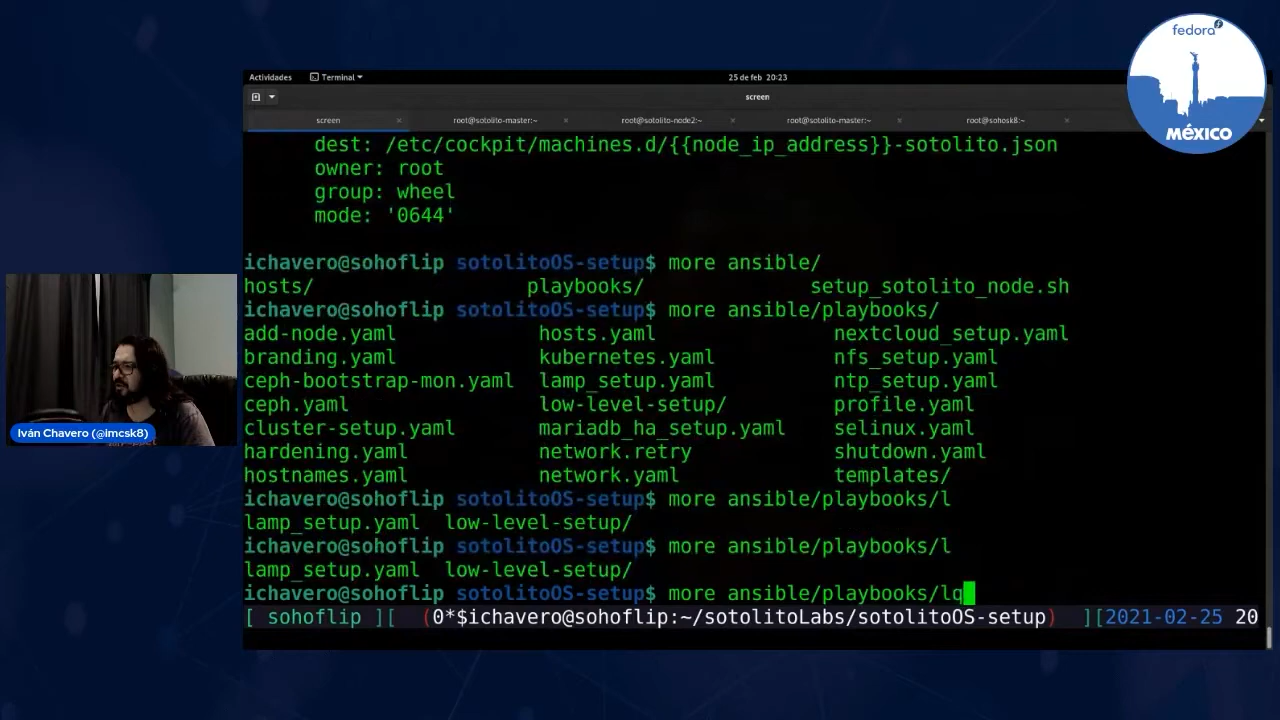 fedora
MÉXICO
Actividades Terminal 25 de feb 20:23
screen
screen root@sotolito-master:~ root@sotolito-node2:~ root@sotolito-master:~ root@sohosk8:~
dest: /etc/cockpit/machines.d/{{node_ip_address}}-sotolito.json
owner: root
group: wheel
mode: '0644'
ichavero@sohoflip sotolitoOS-setup$ more ansible/
hosts/ playbooks/ setup_sotolito_node.sh
ichavero@sohoflip sotolitoOS-setup$ more ansible/playbooks/
add-node.yaml hosts.yaml nextcloud_setup.yaml
branding.yaml kubernetes.yaml nfs_setup.yaml
ceph-bootstrap-mon.yaml lamp_setup.yaml ntp_setup.yaml
ceph.yaml low-level-setup/ profile.yaml
cluster-setup.yaml mariadb_ha_setup.yaml selinux.yaml
hardening.yaml network.retry shutdown.yaml
hostnames.yaml network.yaml templates/
ichavero@sohoflip sotolitoOS-setup$ more ansible/playbooks/l
lamp_setup.yaml low-level-setup/
ichavero@sohoflip sotolitoOS-setup$ more ansible/playbooks/l
lamp_setup.yaml low-level-setup/
ichavero@sohoflip sotolitoOS-setup$ more ansible/playbooks/lq
[ sohoflip ][ (0*$ichavero@sohoflip:~/sotolitoLabs/sotolitoOS-setup) ][2021-02-25 20
Iván Chavero (@imcsk8)